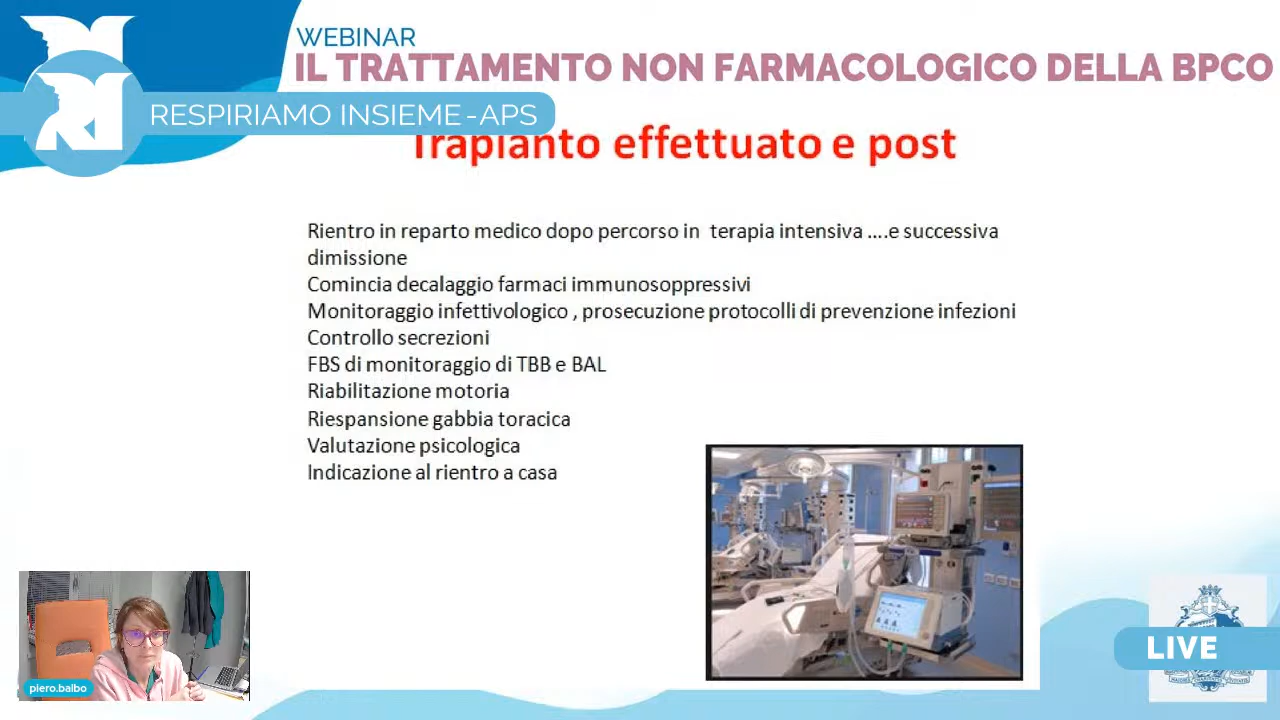 WEBINAR
IL TRATTAMENTO NON FARMACOLOGICO DELLA BPCO
RESPIRIAMO INSIEME-APS
Trapianto effettuato e post
Rientro in reparto medico dopo percorso in terapia intensiva ....e successiva
dimissione
Comincia decalaggio farmaci immunosoppressivi
Monitoraggio infettivologico , prosecuzione protocolli di prevenzione infezioni
Controllo secrezioni
FBS di monitoraggio di TBB e BAL
Riabilitazione motoria
Riespansione gabbia toracica
Valutazione psicologica
Indicazione al rientro a casa
piero.balbo
LIVE